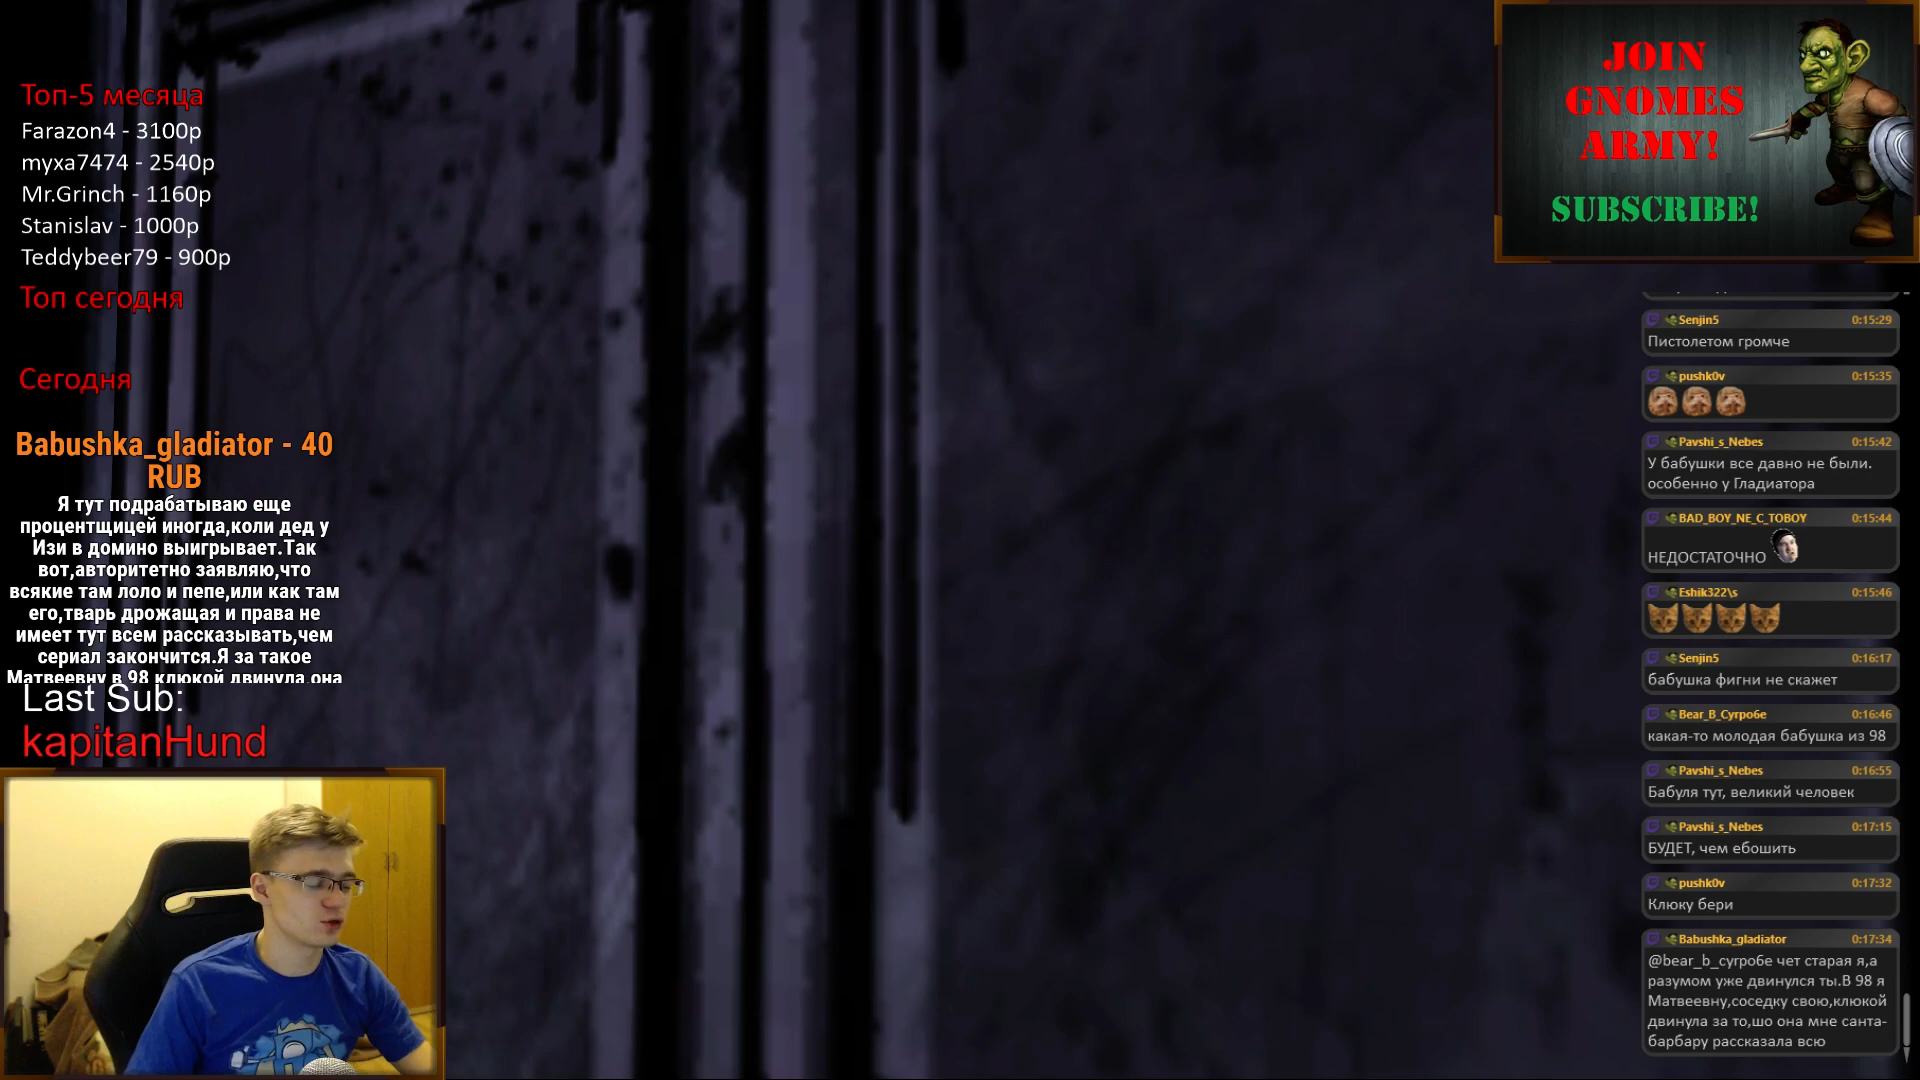 Топ-5 месяца
Farazon4 - 3100р
myxa7474 - 2540р
Mr.Grinch - 1160р
Stanislav - 1000р
Teddybeer79 - 900р
Топ сегодня
Сегодня
Babushka_gladiator - 40
RUB
Я тут подрабатываю еще
процентщицей иногда,коли дед у
Изи в домино выигрывает.Так
вот,авторитетно заявляю,что
всякие там лоло и пепе,или как там
его,тварь дрожащая и права не
имеет тут всем рассказывать,чем
сериал закончится.Я за такое
Матвеевну в 98 клюкой двинула,она
Last Sub:
kapitanHund
JOIN
GNOMES
ARMY!
SUBSCRIBE!
Senjin5 0:15:29
Пистолетом громче
pushk0v 0:15:35
Pavshi_s_Nebes 0:15:42
У бабушки все давно не были.
особенно у Гладиатора
BAD_BOY_NE_C_TOBOY 0:15:44
НЕДОСТАТОЧНО
Eshik322\s 0:15:46
Senjin5 0:16:17
бабушка фигни не скажет
Bear_B_Cyrpo6e 0:16:46
какая-то молодая бабушка из 98
Pavshi_s_Nebes 0:16:55
Бабуля тут, великий человек
Pavshi_s_Nebes 0:17:15
БУДЕТ, чем ебошить
pushk0v 0:17:32
Клюку бери
Babushka_gladiator 0:17:34
@bear_b_cyrpo6e чет старая я,а
разумом уже двинулся ты.В 98 я
Матвеевну,соседку свою,клюкой
двинула за то,шо она мне санта-
барбару рассказала всю